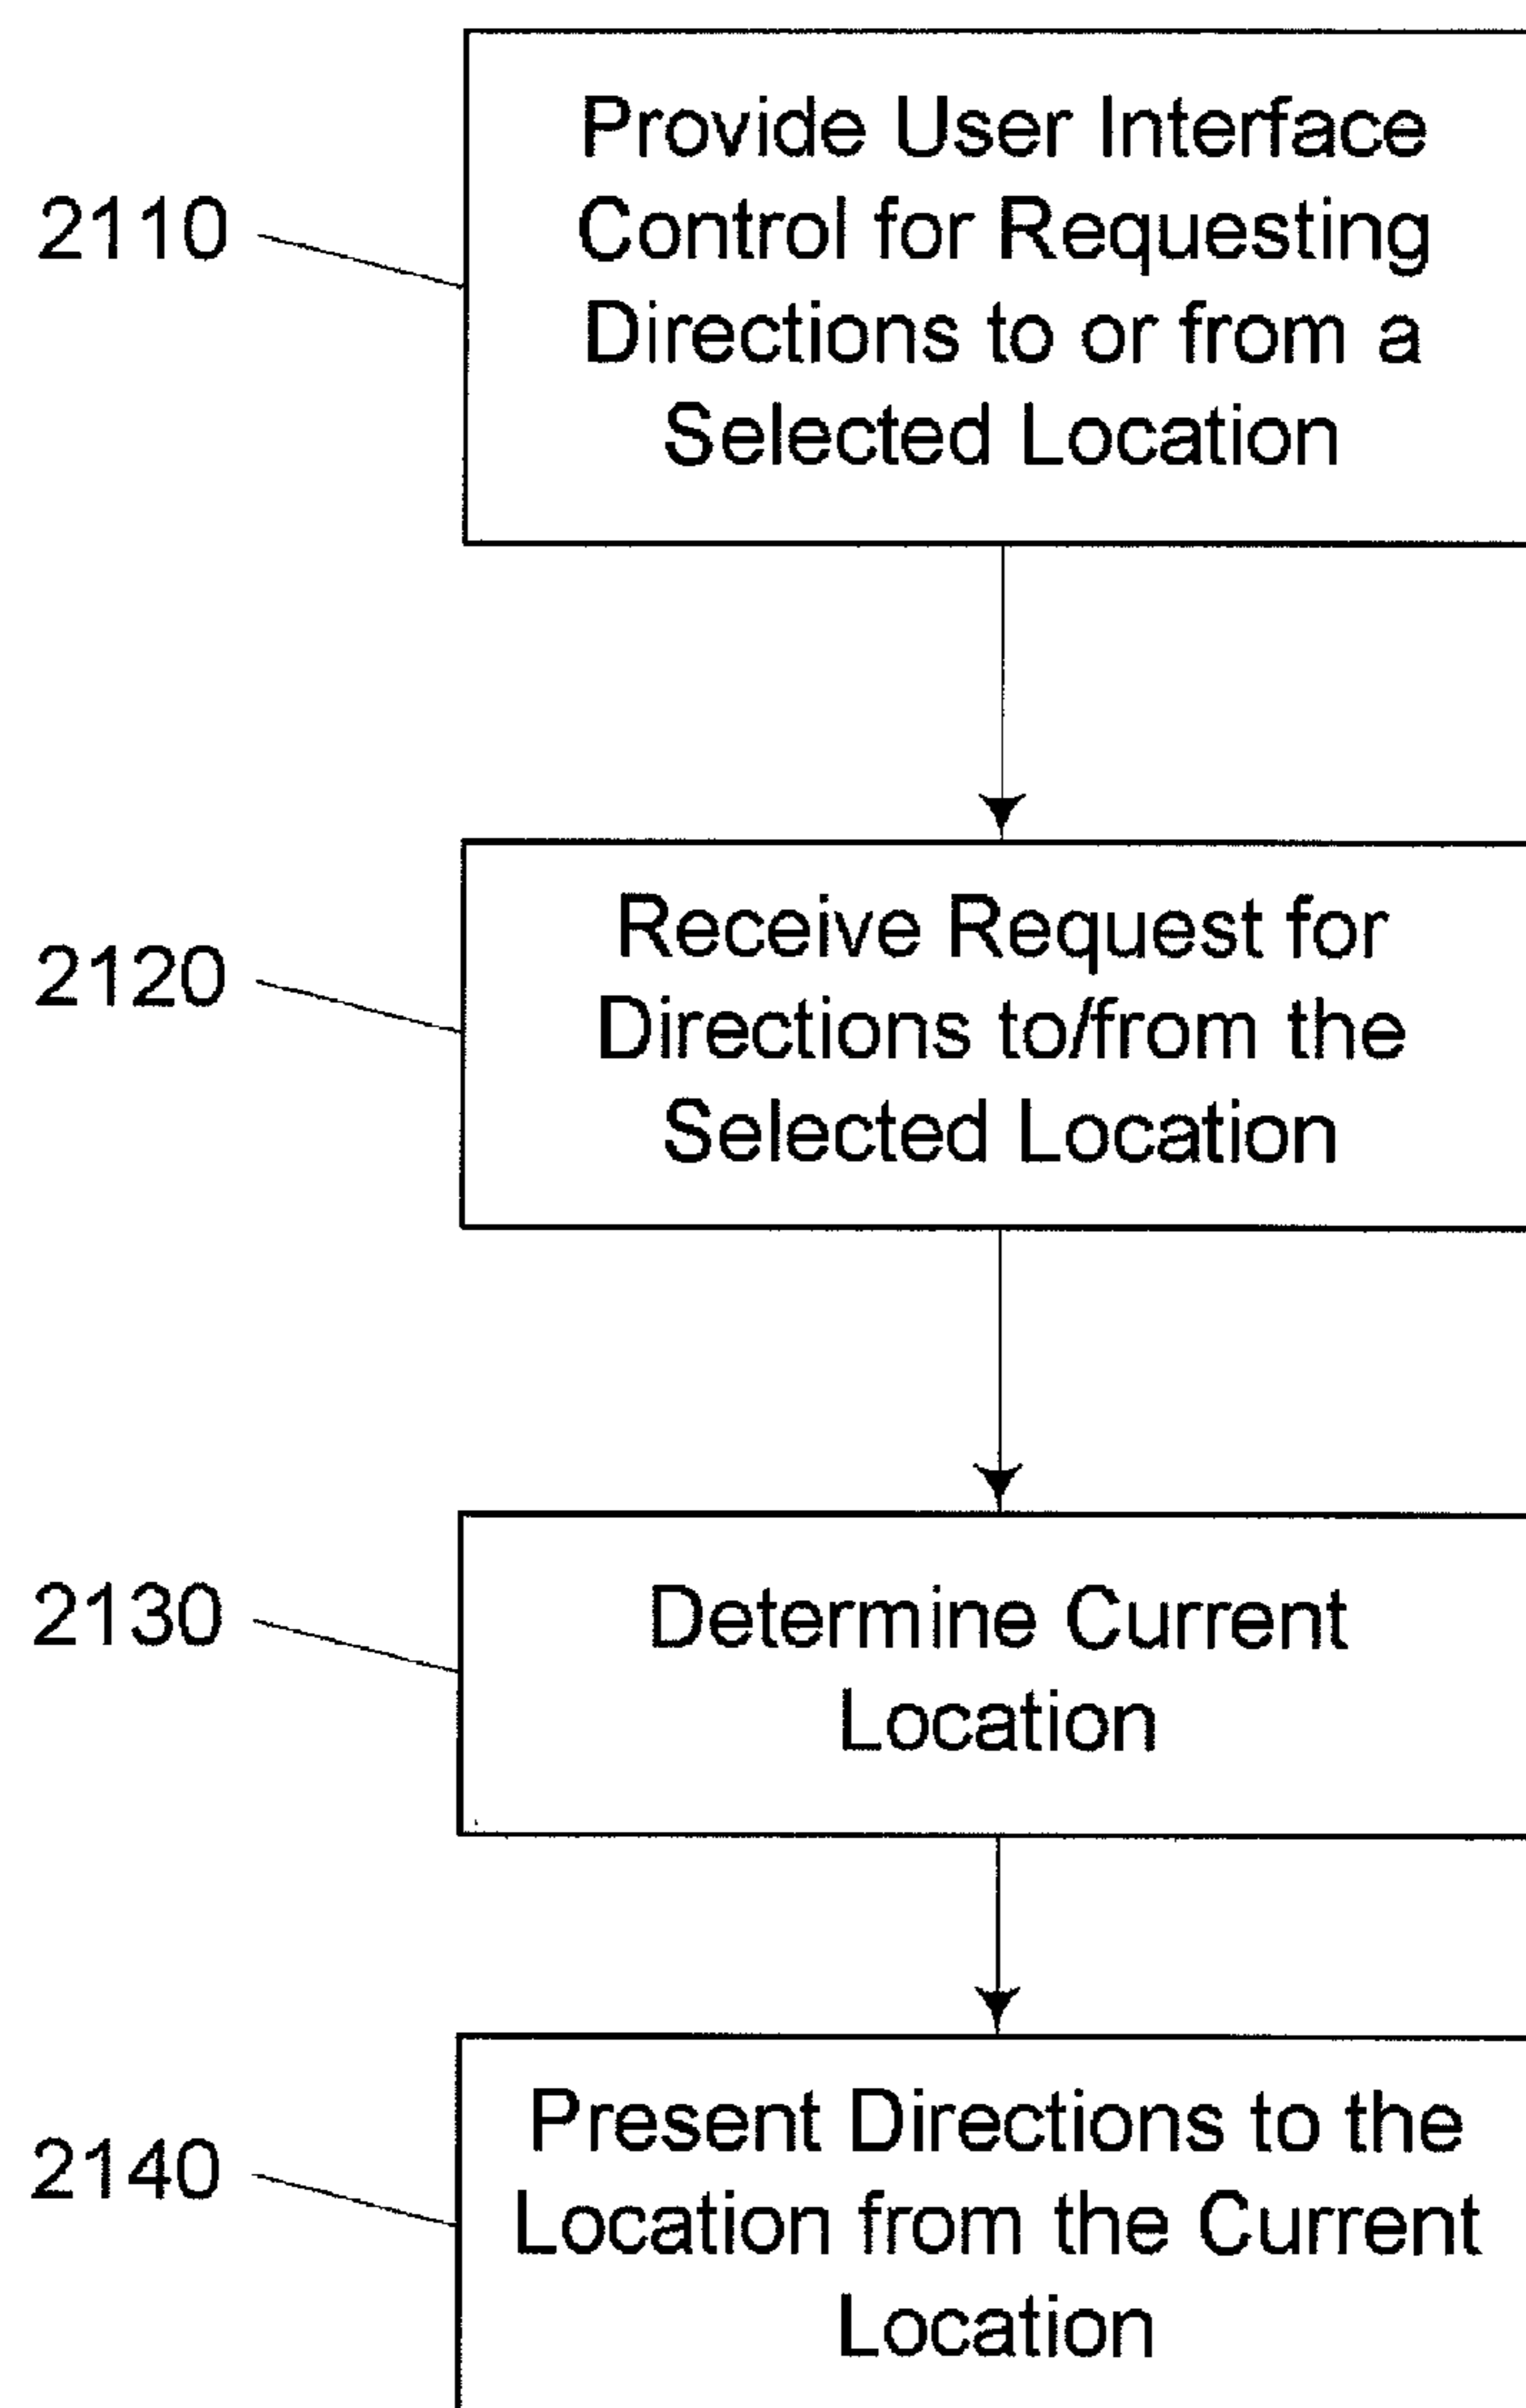 Provide User Interface
2110
Control for Requesting
Directions to or from a
Selected Location
Receive Request for
2120
Directions to/from the
Selected Location
2130
Determine Current
Location
Present Directions to the
2140
Location from the Current
Location